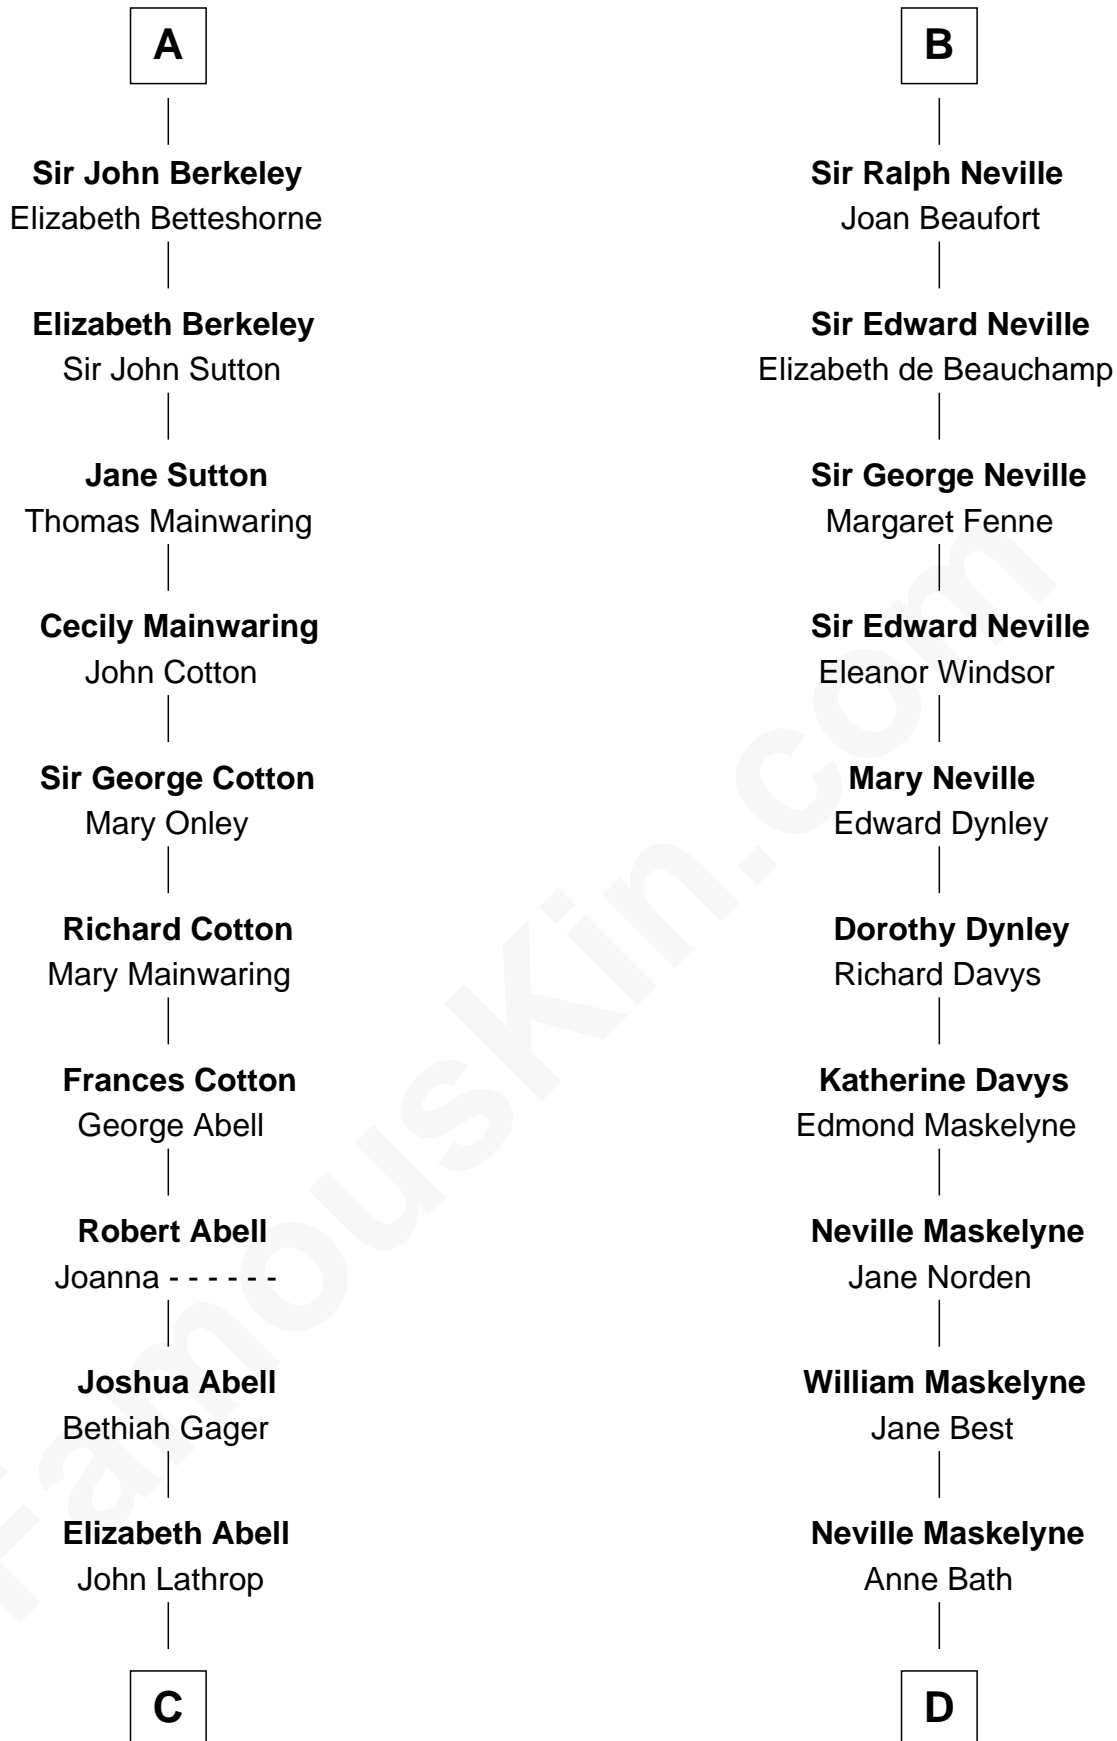 A
Sir John Berkeley
Elizabeth Betteshorne
Elizabeth Berkeley
Sir John Sutton
Jane Sutton
Thomas Mainwaring
Cecily Mainwaring
John Cotton
Sir George Cotton
Mary Onley
Richard Cotton
Mary Mainwaring
Frances Cotton
George Abell
Robert Abell
Joanna - - - - - -
Joshua Abell
Bethiah Gager
Elizabeth Abell
John Lathrop
C
B
Sir Ralph Neville
Joan Beaufort
Sir Edward Neville
Elizabeth de Beauchamp
Sir George Neville
Margaret Fenne
Sir Edward Neville
Eleanor Windsor
Mary Neville
Edward Dynley
Dorothy Dynley
Richard Davys
Katherine Davys
Edmond Maskelyne
Neville Maskelyne
Jane Norden
William Maskelyne
Jane Best
Neville Maskelyne
Anne Bath
D
FamousKin.com